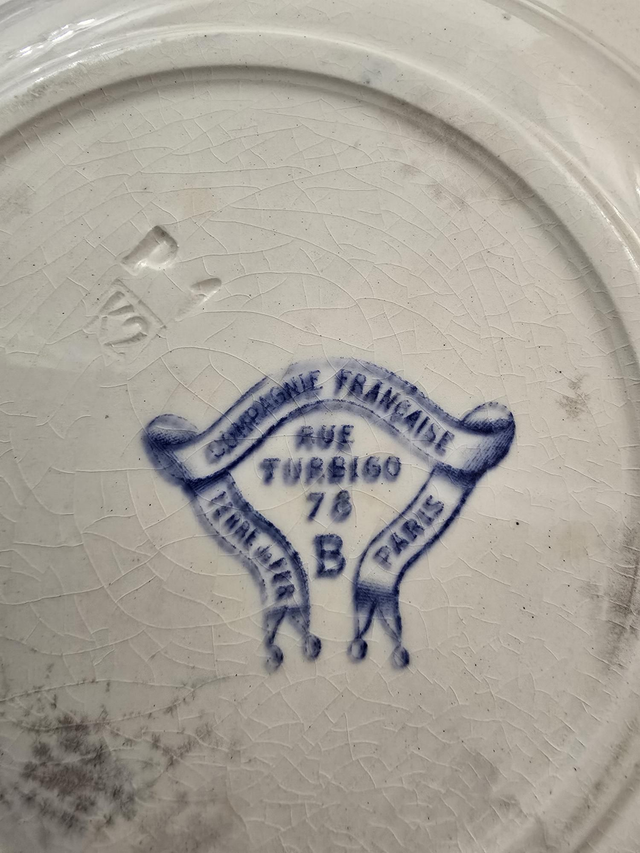 COMPAGNIE FRANÇAISE
RUE
TURBIGO
78
B
TERRE de FER
PARIS